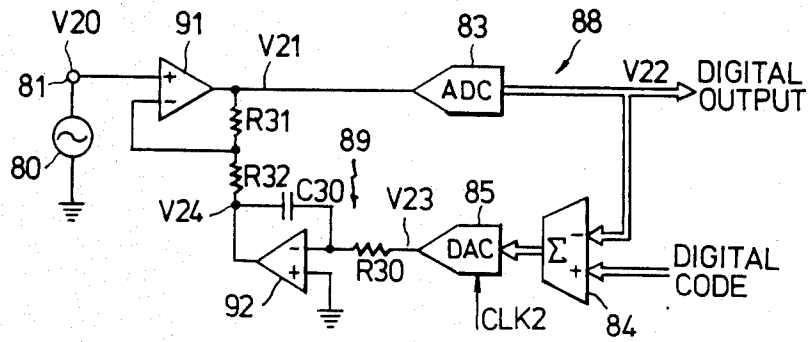 V20
91
V21
83
88
81
+
−
ADC
V22
DIGITAL
OUTPUT
R31
80
89
R32
C30
V24
V23
85
−
+
R30
DAC
Σ
−
+
DIGITAL
CODE
92
CLK2
84